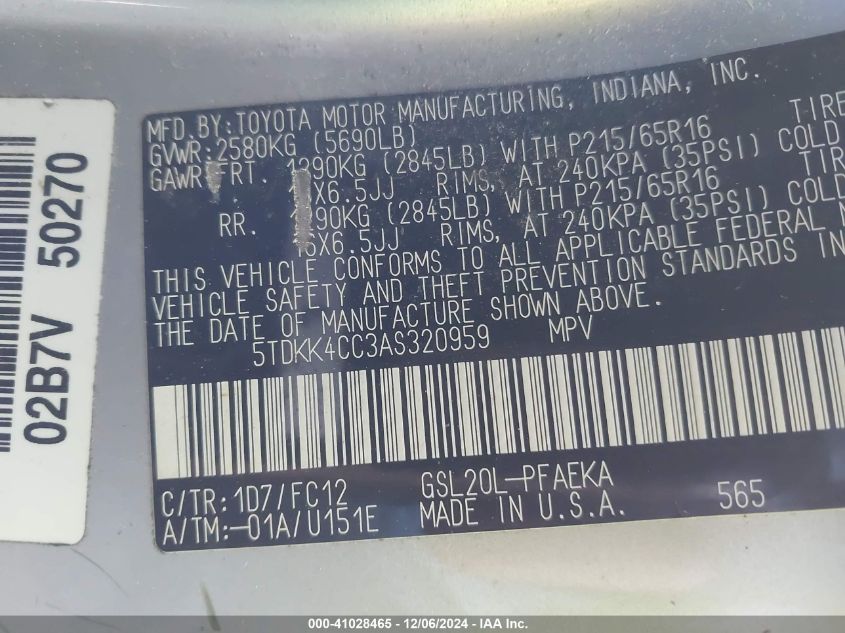 MFD. BY: TOYOTA MOTOR MANUFACTURING, INDIANA, INC.
GVWR: 2580KG (5690LB)
GAWR FRT. 1290KG (2845LB) WITH P215/65R16 TIRE
X6.5JJ RIMS, AT 240KPA (35PSI) COLD
RR. 1290KG (2845LB) WITH P215/65R16 TIRE
16X6.5JJ RIMS, AT 240KPA (35PSI) COLD
THIS VEHICLE CONFORMS TO ALL APPLICABLE FEDERAL
VEHICLE SAFETY AND THEFT PREVENTION STANDARDS IN
THE DATE OF MANUFACTURE SHOWN ABOVE.
5TDKK4CC3AS320959 MPV
C/TR: 1D7/FC12 GSL20L-PFAEKA
A/TM:-01A/U151E MADE IN U.S.A. 565
02B7V 50270
000-41028465 - 12/06/2024 - IAAI.com